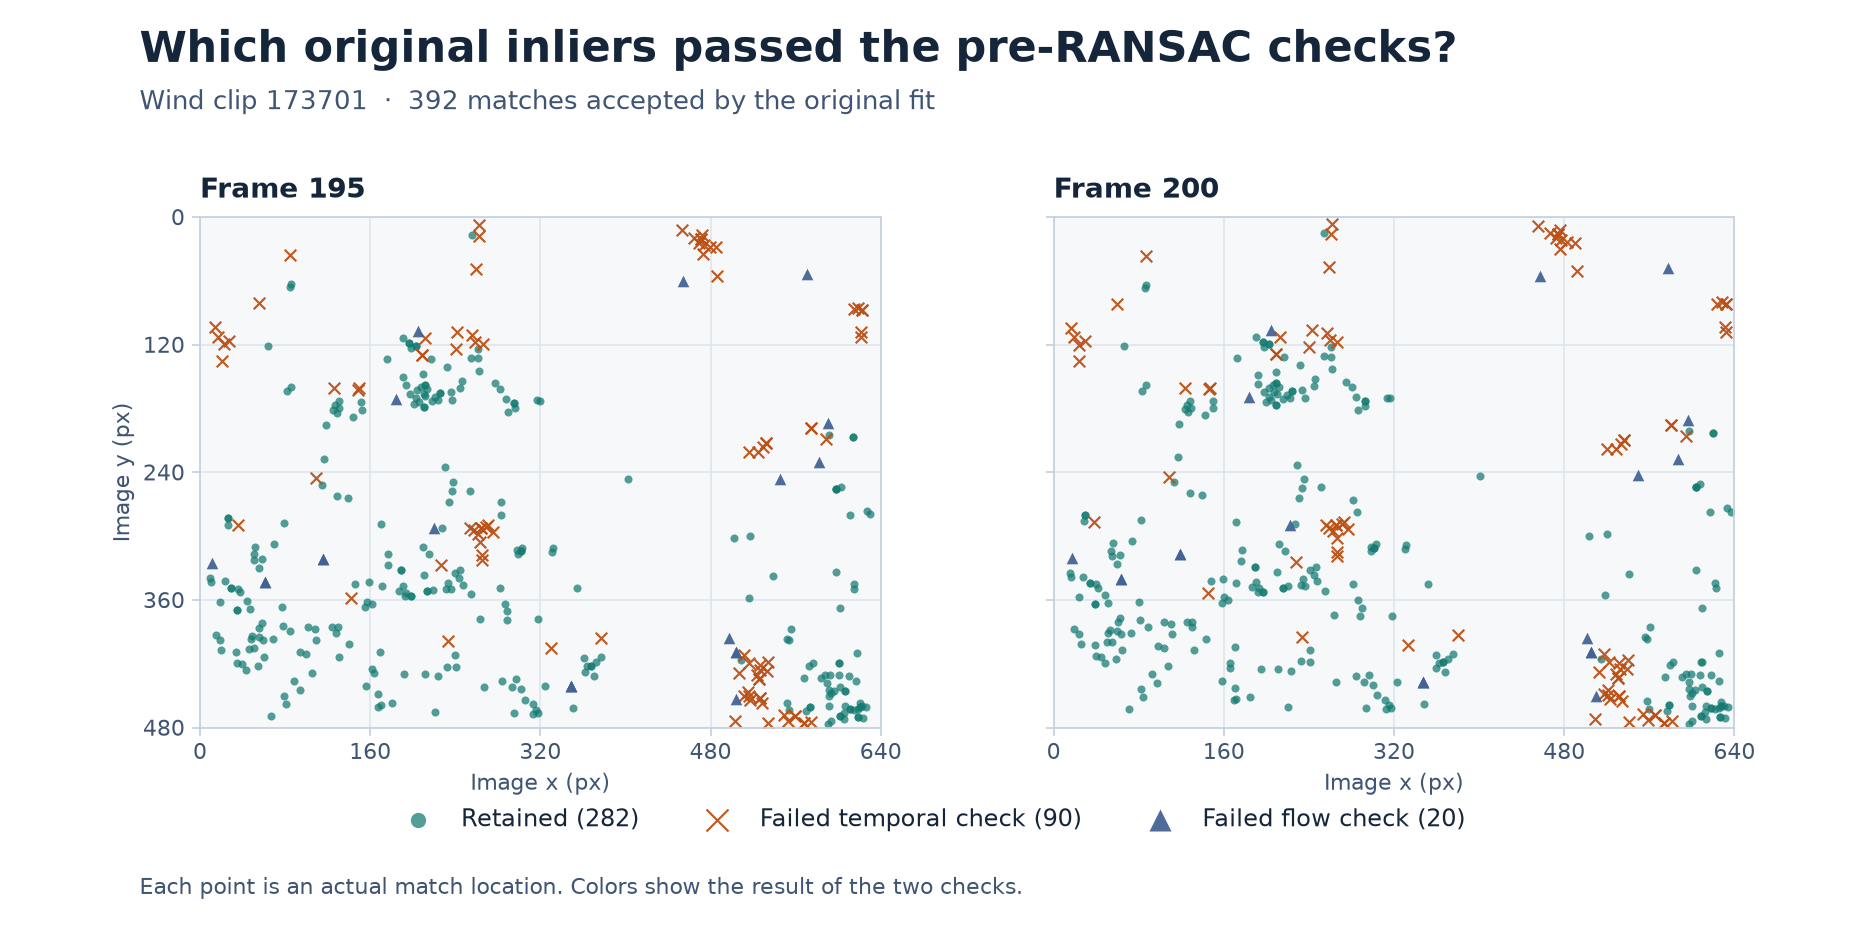 Which original inliers passed the pre-RANSAC checks?
Wind clip 173701 · 392 matches accepted by the original fit
Frame 195
Frame 200
0
120
240
360
480
Image y (px)
0 160 320 480 640
0 160 320 480 640
Image x (px)
Image x (px)
Retained (282) Failed temporal check (90) Failed flow check (20)
Each point is an actual match location. Colors show the result of the two checks.